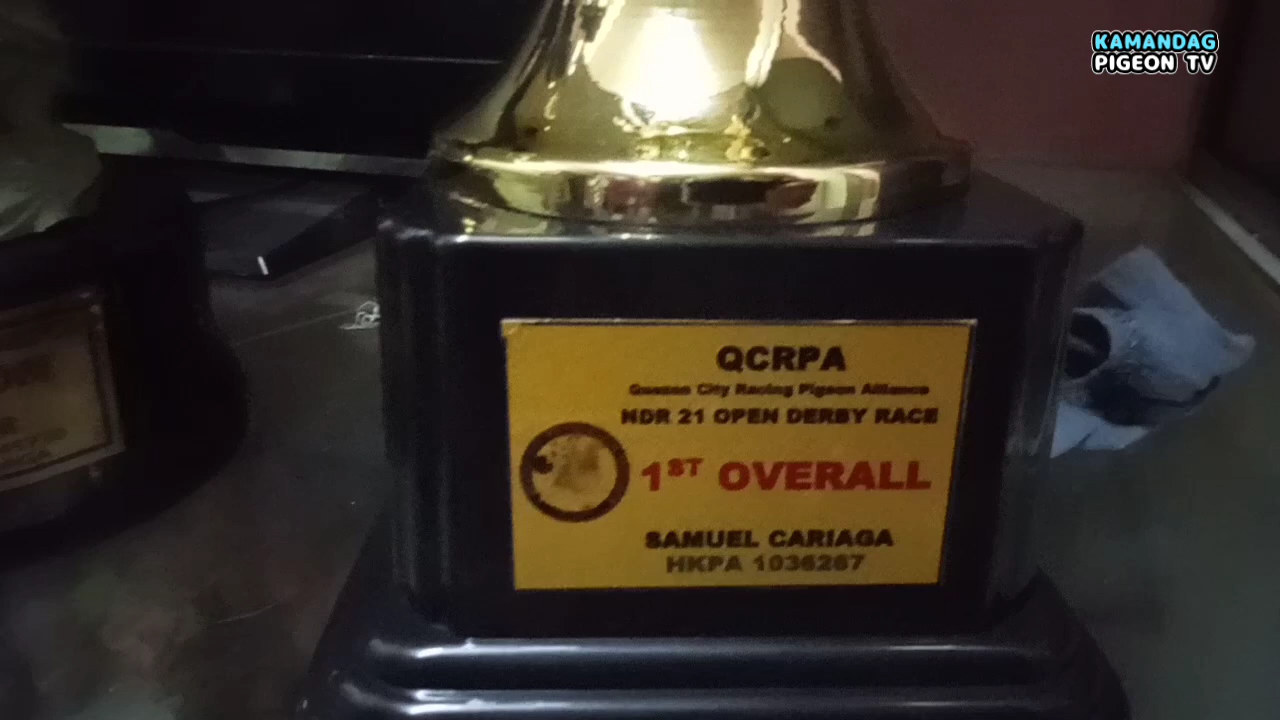 KAMANDAG
PIGEON TV
QCRPA
Quezon City Racing Pigeon Alliance
NDR 21 OPEN DERBY RACE
1ST OVERALL
SAMUEL CARIAGA
HKPA 1036267